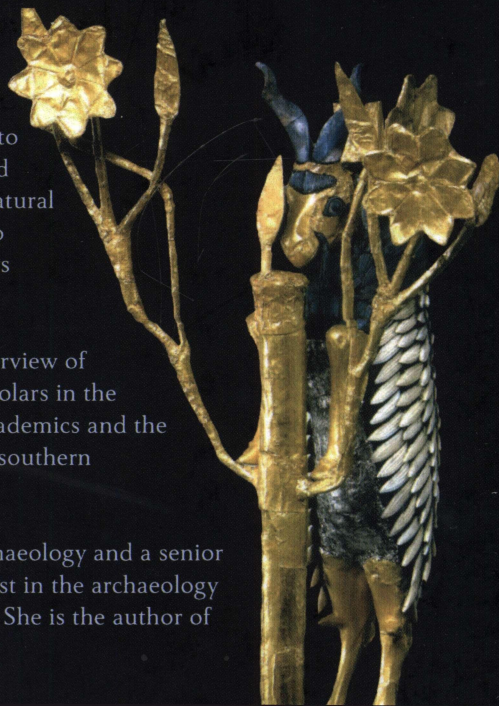 to
d
atural
o
s
rview of
olars in the
ademics and the
southern
haeology and a senior
st in the archaeology
She is the author of